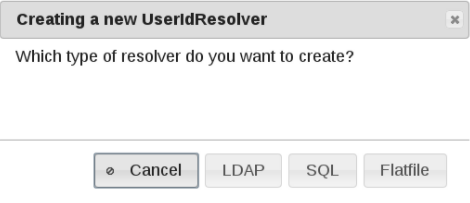 Creating a new UserIdResolver
Which type of resolver do you want to create?
Cancel LDAP SQL Flatfile